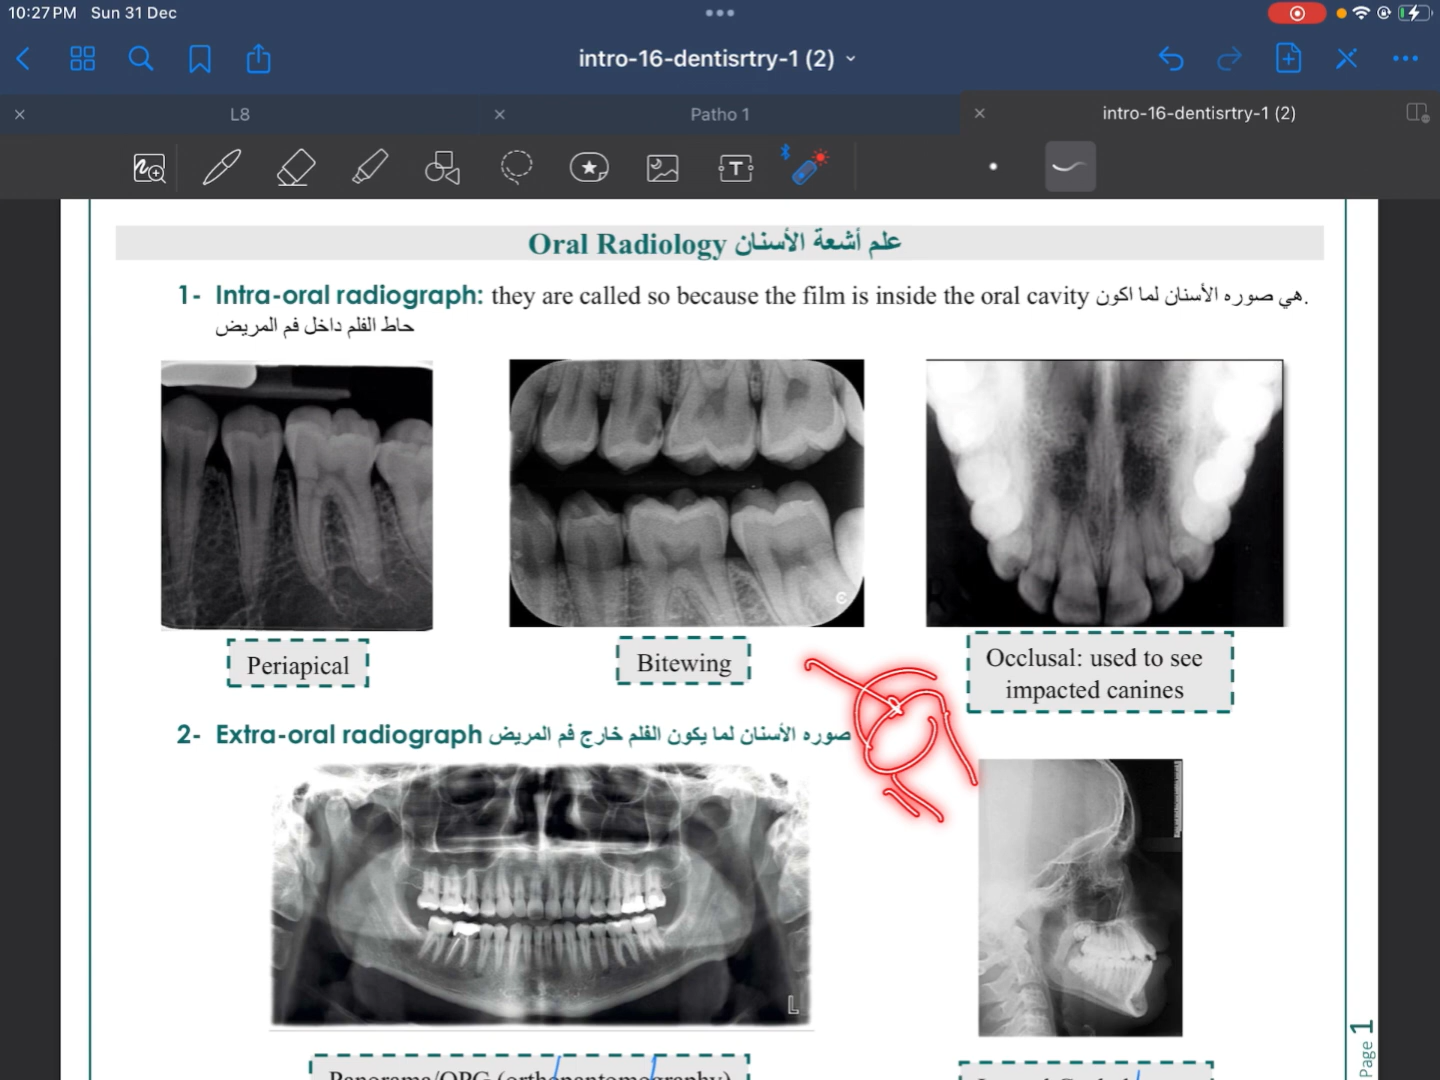 10:27 PM Sun 31 Dec
intro-16-dentisrtry-1 (2)
L8
Patho 1
intro-16-dentisrtry-1 (2)
Oral Radiology علم أشعة الأسنان
1- Intra-oral radiograph: they are called so because the film is inside the oral cavity هي صوره الأسنان لما اكون.
حاط الفلم داخل فم المريض
Periapical
Bitewing
Occlusal: used to see
impacted canines
2- Extra-oral radiograph صوره الأسنان لما يكون الفلم خارج فم المريض
L
Panorama/OPG (orthopantomography)
Page 1